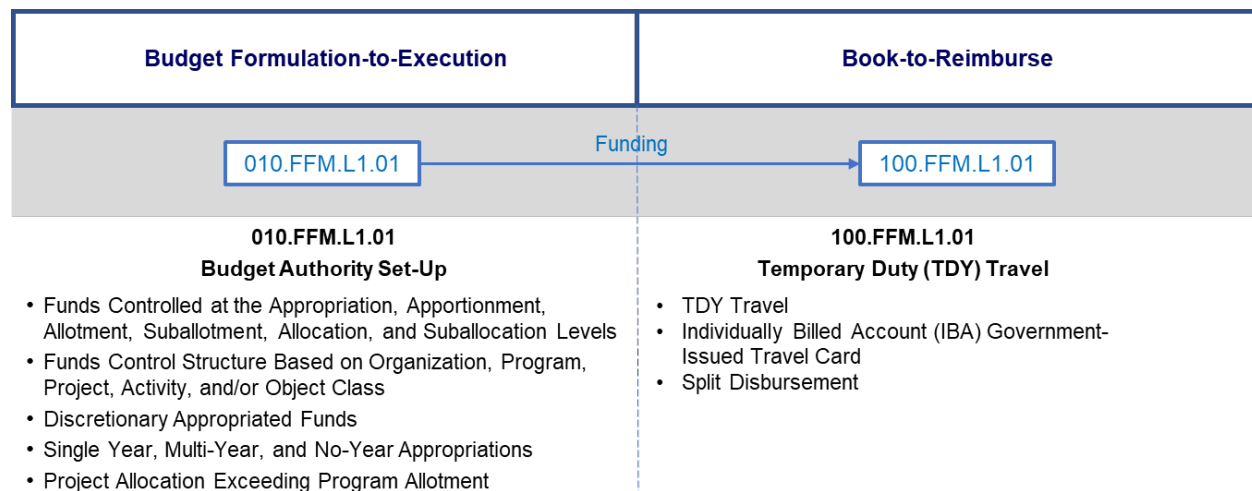 Budget Formulation-to-Execution
Book-to-Reimburse
010.FFM.L1.01
Funding
100.FFM.L1.01
010.FFM.L1.01
Budget Authority Set-Up
• Funds Controlled at the Appropriation, Apportionment,
Allotment, Suballotment, Allocation, and Suballocation Levels
• Funds Control Structure Based on Organization, Program,
Project, Activity, and/or Object Class
• Discretionary Appropriated Funds
• Single Year, Multi-Year, and No-Year Appropriations
• Project Allocation Exceeding Program Allotment
100.FFM.L1.01
Temporary Duty (TDY) Travel
• TDY Travel
• Individually Billed Account (IBA) Government-
Issued Travel Card
• Split Disbursement